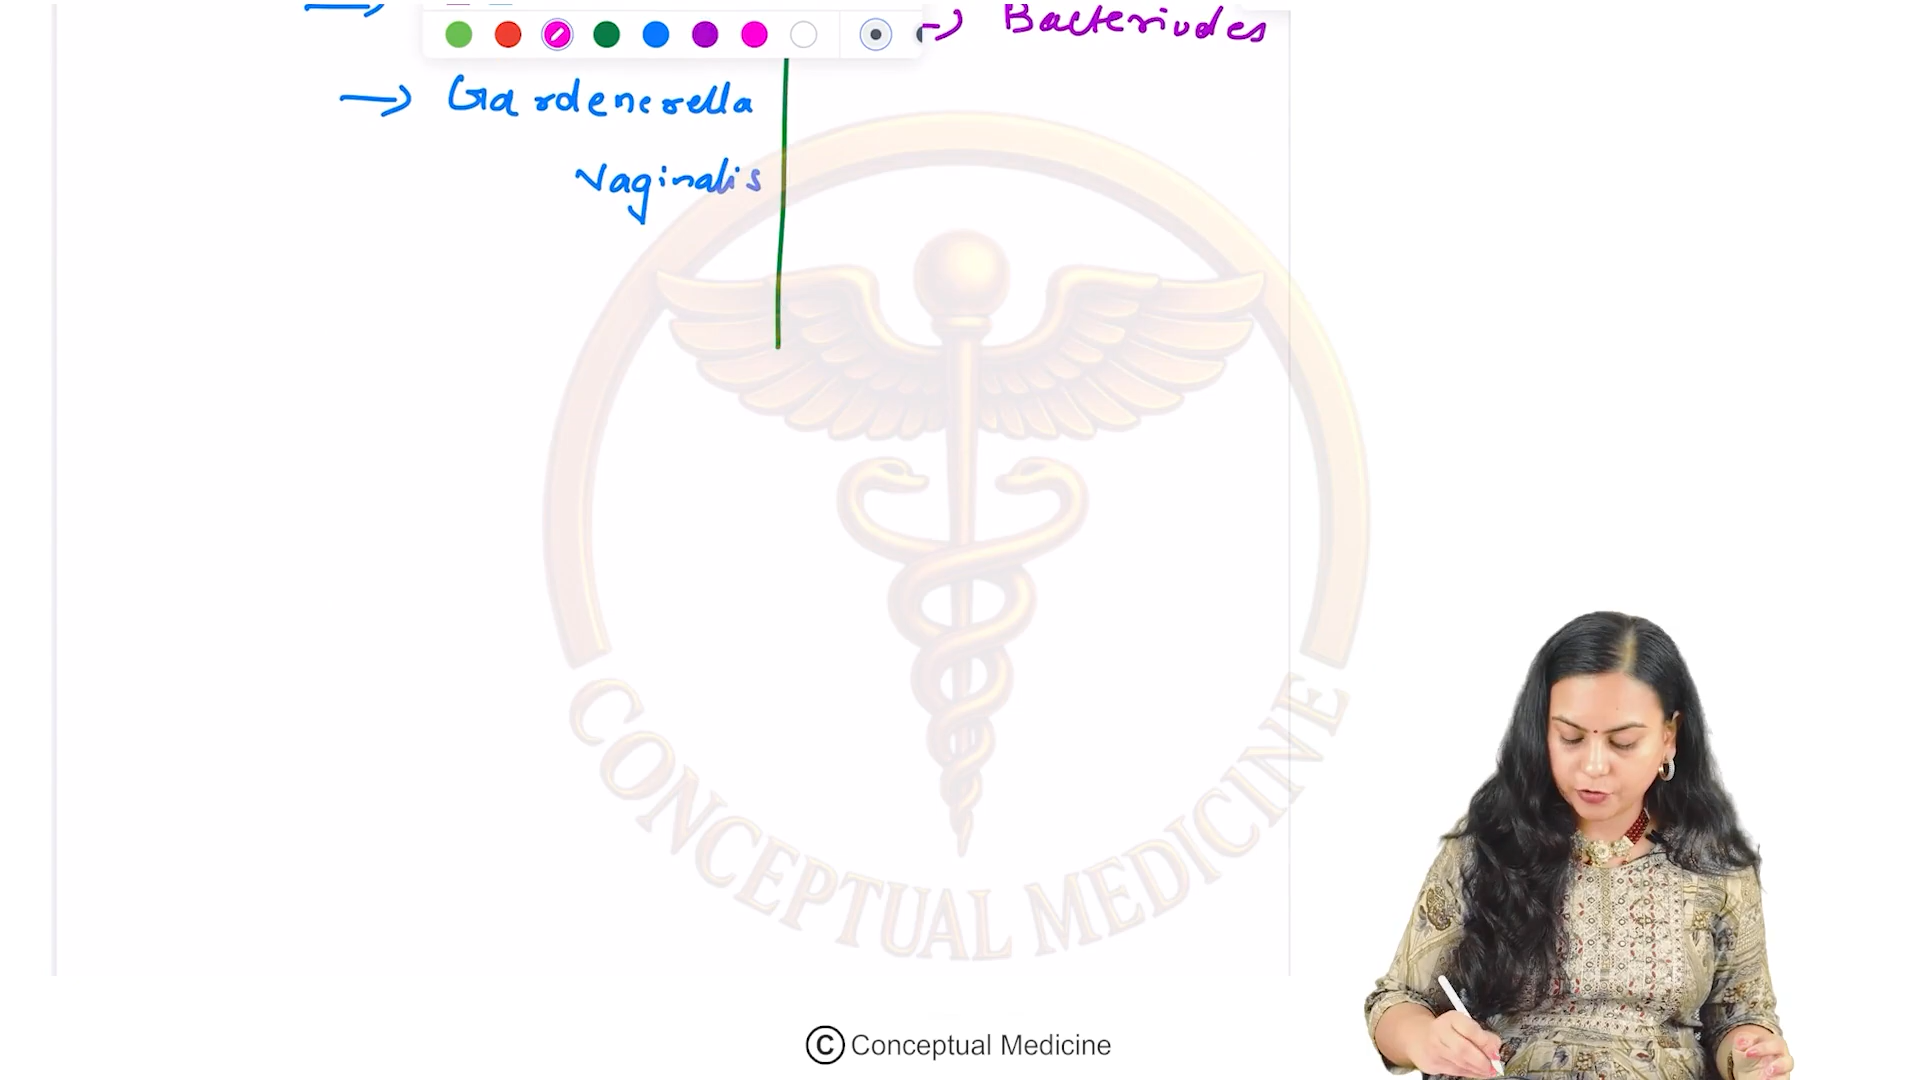 → Bacteriodes
→ Gardenerella
Vaginalis
CONCEPTUAL MEDICINE
© Conceptual Medicine